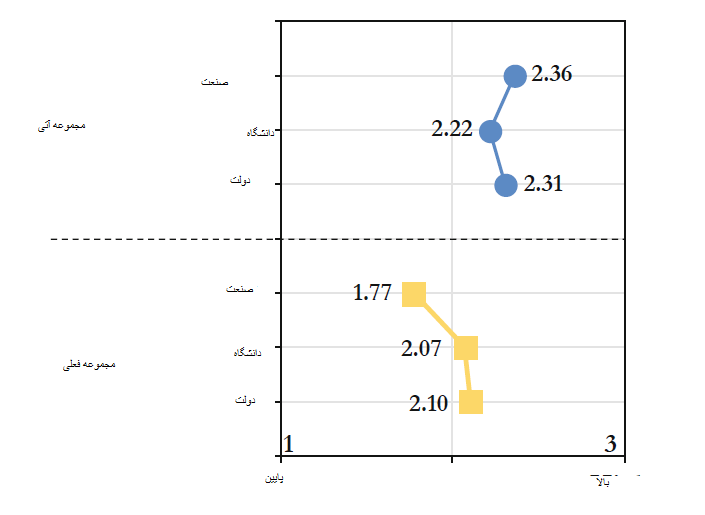 صنعت
2.36
مجموعه آتی
دانشگاه
2.22
دولت
2.31
صنعت
1.77
مجموعه فعلی
دانشگاه
2.07
دولت
2.10
1
3
پایین
بالا